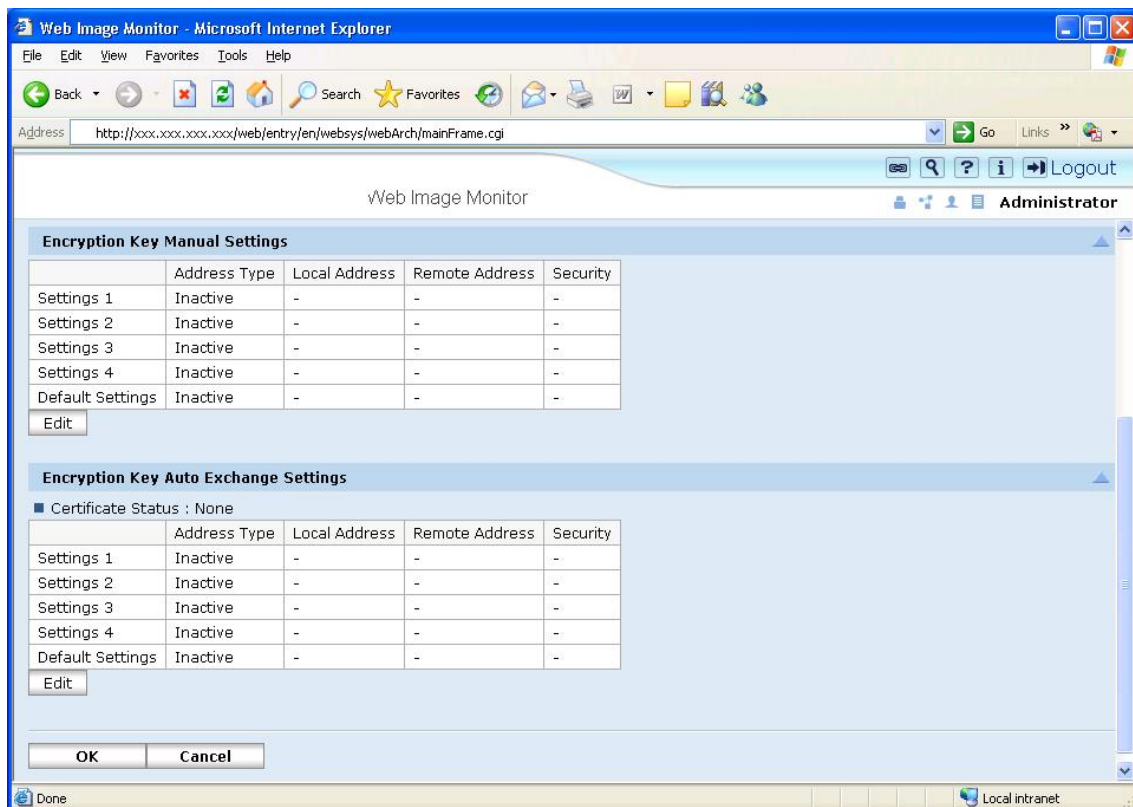 Web Image Monitor - Microsoft Internet Explorer
File Edit View Favorites Tools Help
Back Search Favorites
Address http://xxx.xxx.xxx.xxx/web/entry/en/websys/webArch/mainFrame.cgi Go Links »
? i Logout
Web Image Monitor Administrator
Encryption Key Manual Settings
Address Type Local Address Remote Address Security
Settings 1 Inactive - - -
Settings 2 Inactive - - -
Settings 3 Inactive - - -
Settings 4 Inactive - - -
Default Settings Inactive - - -
Edit
Encryption Key Auto Exchange Settings
Certificate Status : None
Address Type Local Address Remote Address Security
Settings 1 Inactive - - -
Settings 2 Inactive - - -
Settings 3 Inactive - - -
Settings 4 Inactive - - -
Default Settings Inactive - - -
Edit
OK Cancel
Done Local intranet